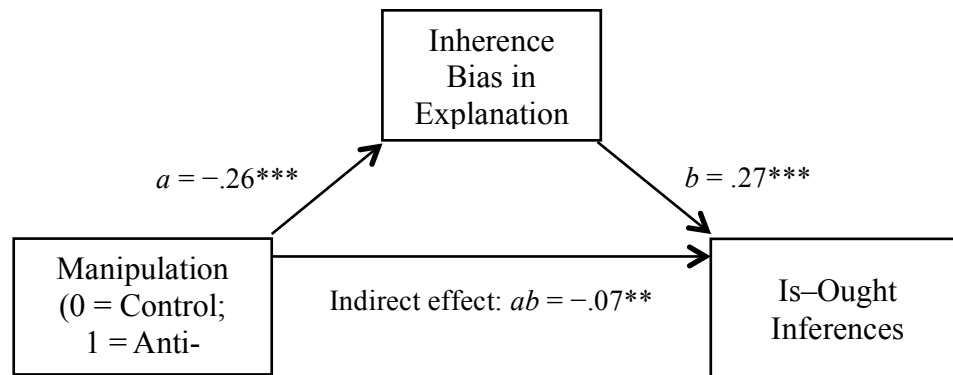 Inherence
Bias in
Explanation
a = −.26***
b = .27***
Manipulation
(0 = Control;
1 = Anti-
Indirect effect: ab = −.07**
Is–Ought
Inferences